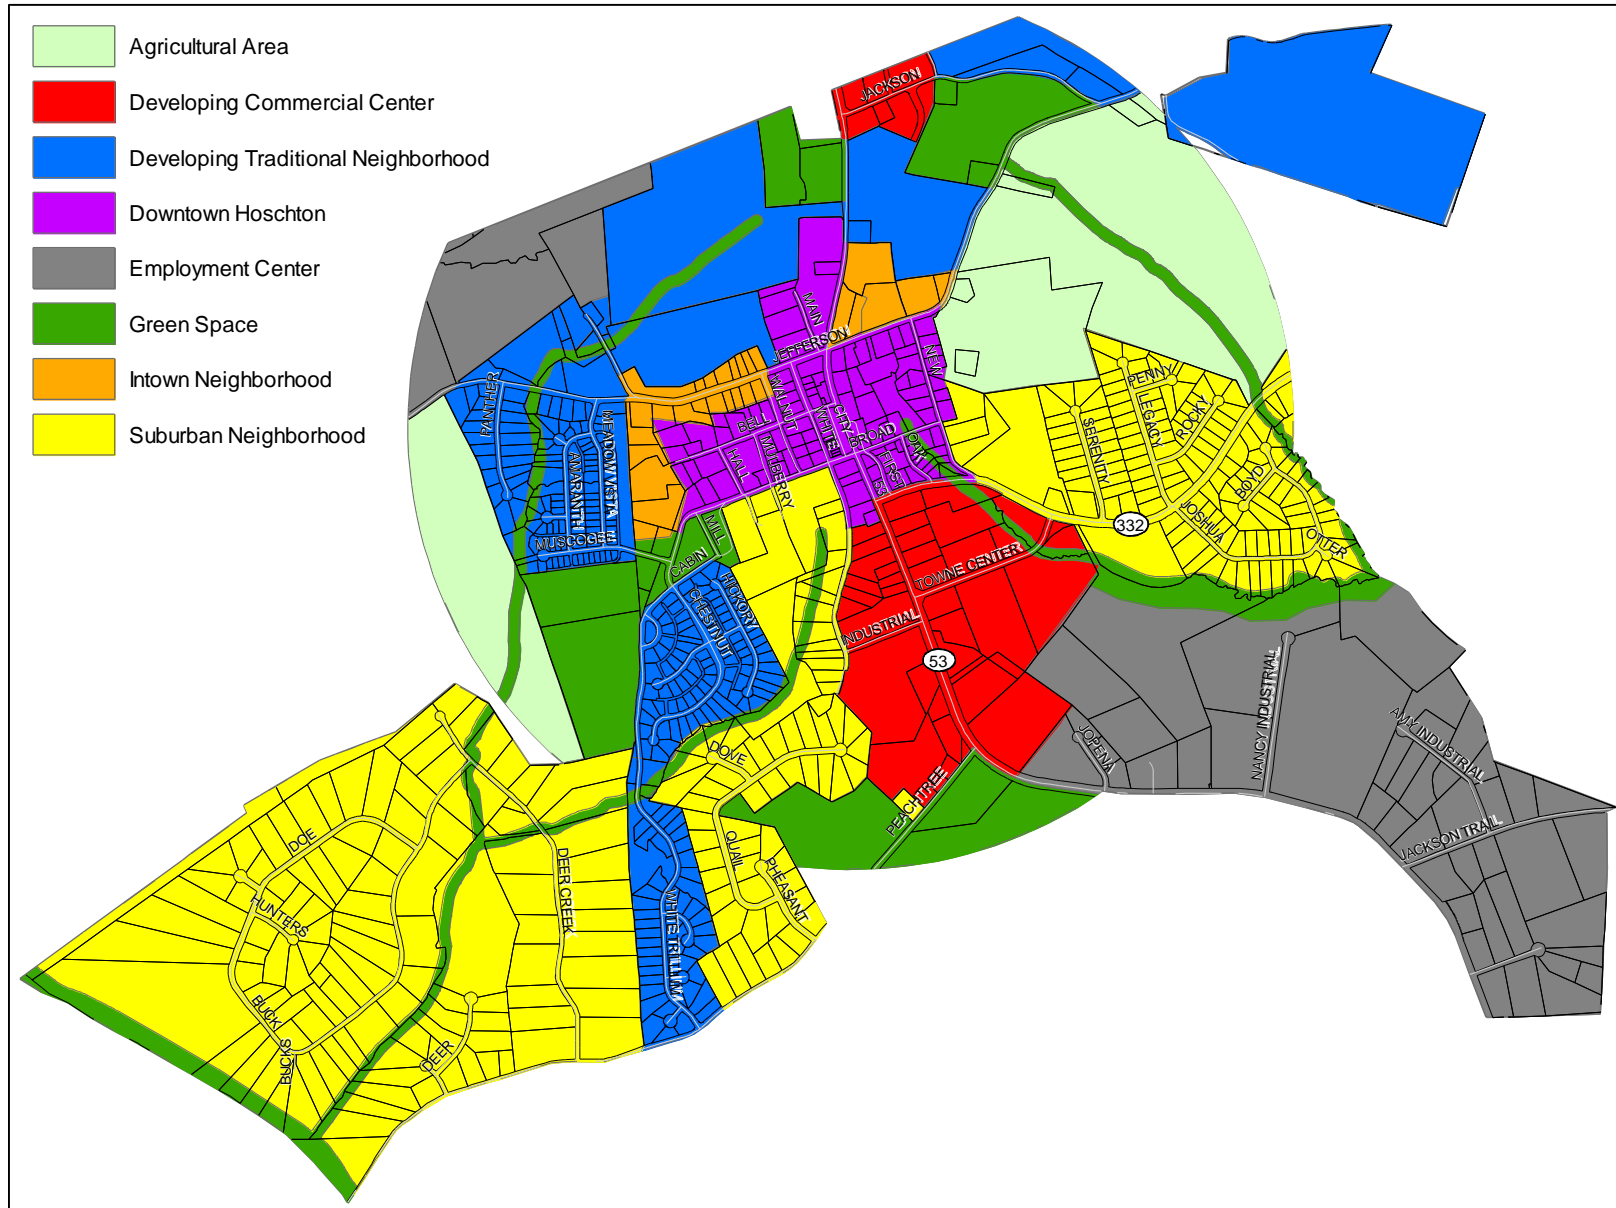 Agricultural Area
Developing Commercial Center
Developing Traditional Neighborhood
Downtown Hoschton
Employment Center
Green Space
Intown Neighborhood
Suburban Neighborhood
JACKSON
MAIN
JEFFERSON
NEW
PANTHER
WALNUT
PENNY
MEADOW VISTA
BELL
WHITE
CITY
BROAD
LEGACY
ROCKY
SERENITY
AMARANTH
HALL
MULBERRY
FIRST
OAK
53
BOYD
MUSCOGEE
MILL
CABIN
332
JOSHUA
OTTER
HICKORY
CHESTNUT
TOWNE CENTER
INDUSTRIAL
53
NANCY INDUSTRIAL
JOPENA
AMY INDUSTRIAL
DOVE
PEACHTREE
JACKSON TRAIL
DOE
QUAIL
PHEASANT
DEER CREEK
HUNTERS
WHITE TRILLIUM
BUCK
BUCKS
DEER